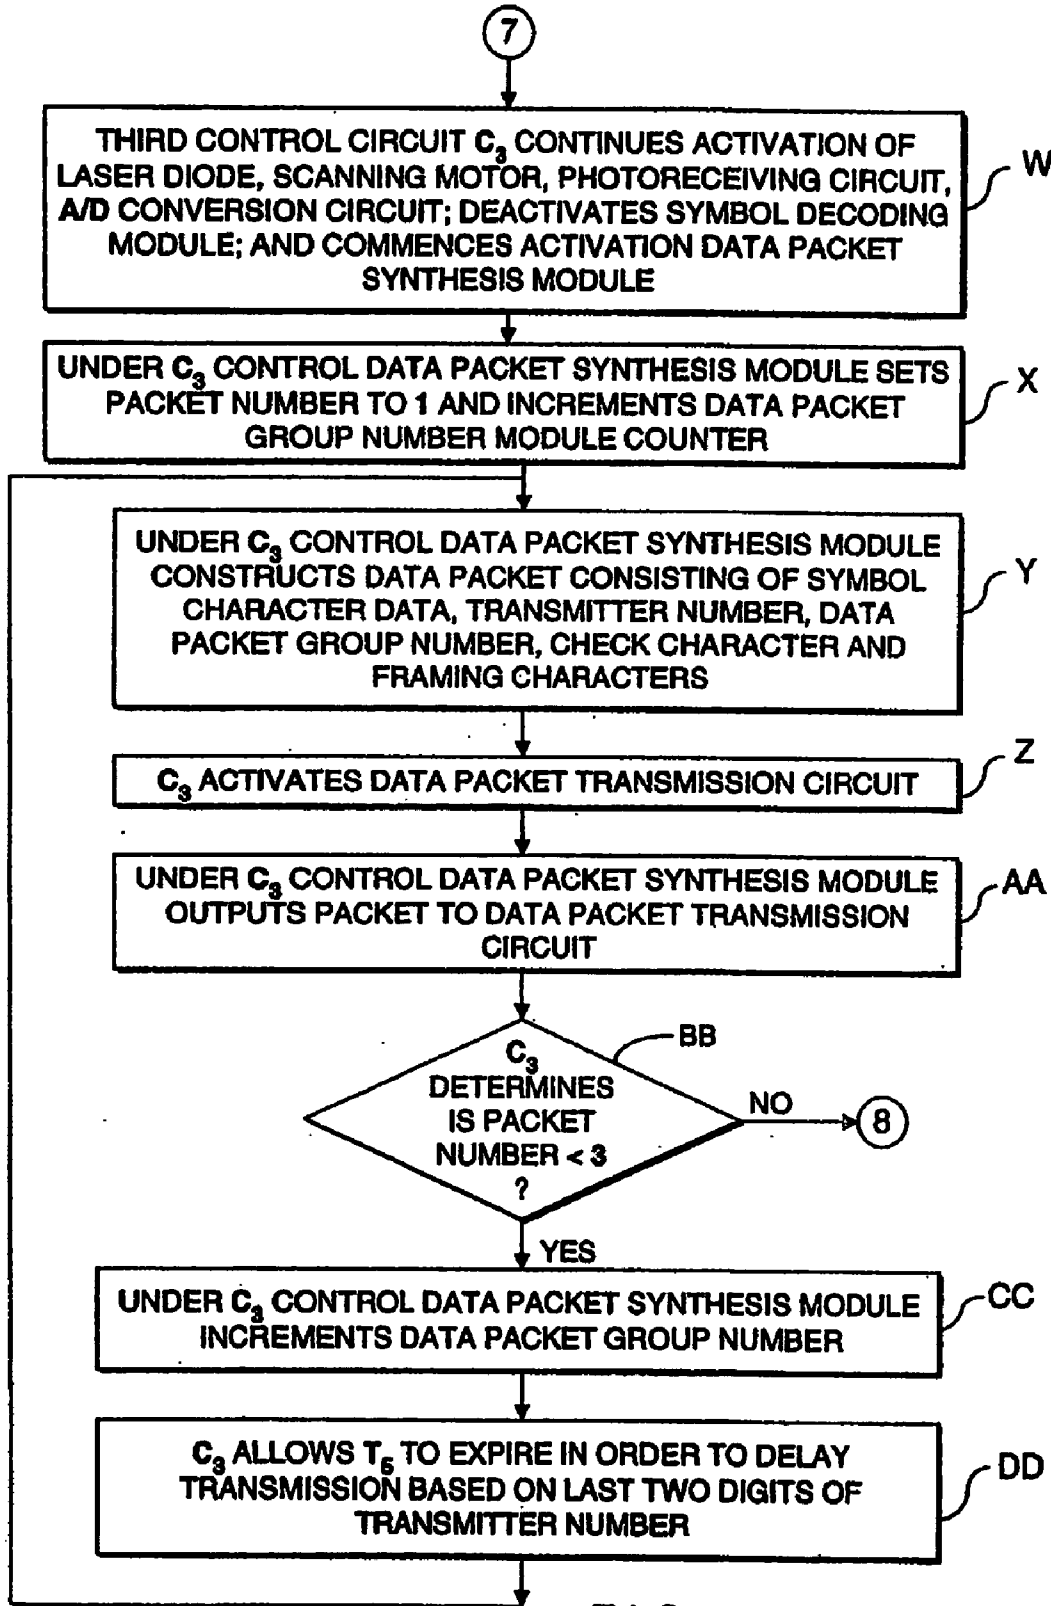 7
THIRD CONTROL CIRCUIT C3 CONTINUES ACTIVATION OF
LASER DIODE, SCANNING MOTOR, PHOTORECEIVING CIRCUIT,
A/D CONVERSION CIRCUIT; DEACTIVATES SYMBOL DECODING
MODULE; AND COMMENCES ACTIVATION DATA PACKET
SYNTHESIS MODULE
W
UNDER C3 CONTROL DATA PACKET SYNTHESIS MODULE SETS
PACKET NUMBER TO 1 AND INCREMENTS DATA PACKET
GROUP NUMBER MODULE COUNTER
X
UNDER C3 CONTROL DATA PACKET SYNTHESIS MODULE
CONSTRUCTS DATA PACKET CONSISTING OF SYMBOL
CHARACTER DATA, TRANSMITTER NUMBER, DATA
PACKET GROUP NUMBER, CHECK CHARACTER AND
FRAMING CHARACTERS
Y
C3 ACTIVATES DATA PACKET TRANSMISSION CIRCUIT
Z
UNDER C3 CONTROL DATA PACKET SYNTHESIS MODULE
OUTPUTS PACKET TO DATA PACKET TRANSMISSION
CIRCUIT
AA
C3
DETERMINES
IS PACKET
NUMBER < 3
?
BB
NO
8
YES
UNDER C3 CONTROL DATA PACKET SYNTHESIS MODULE
INCREMENTS DATA PACKET GROUP NUMBER
CC
C3 ALLOWS T5 TO EXPIRE IN ORDER TO DELAY
TRANSMISSION BASED ON LAST TWO DIGITS OF
TRANSMITTER NUMBER
DD